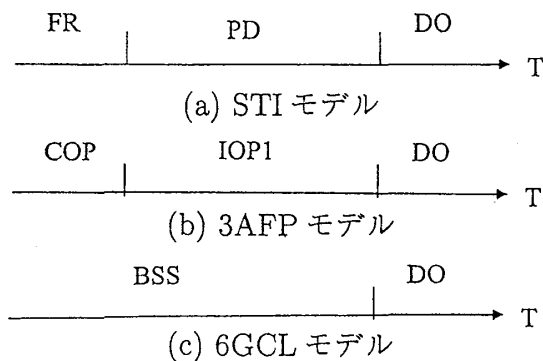 FR PD DO
T
(a) STI モデル
COP IOP1 DO
T
(b) 3AFP モデル
BSS DO
T
(c) 6GCL モデル